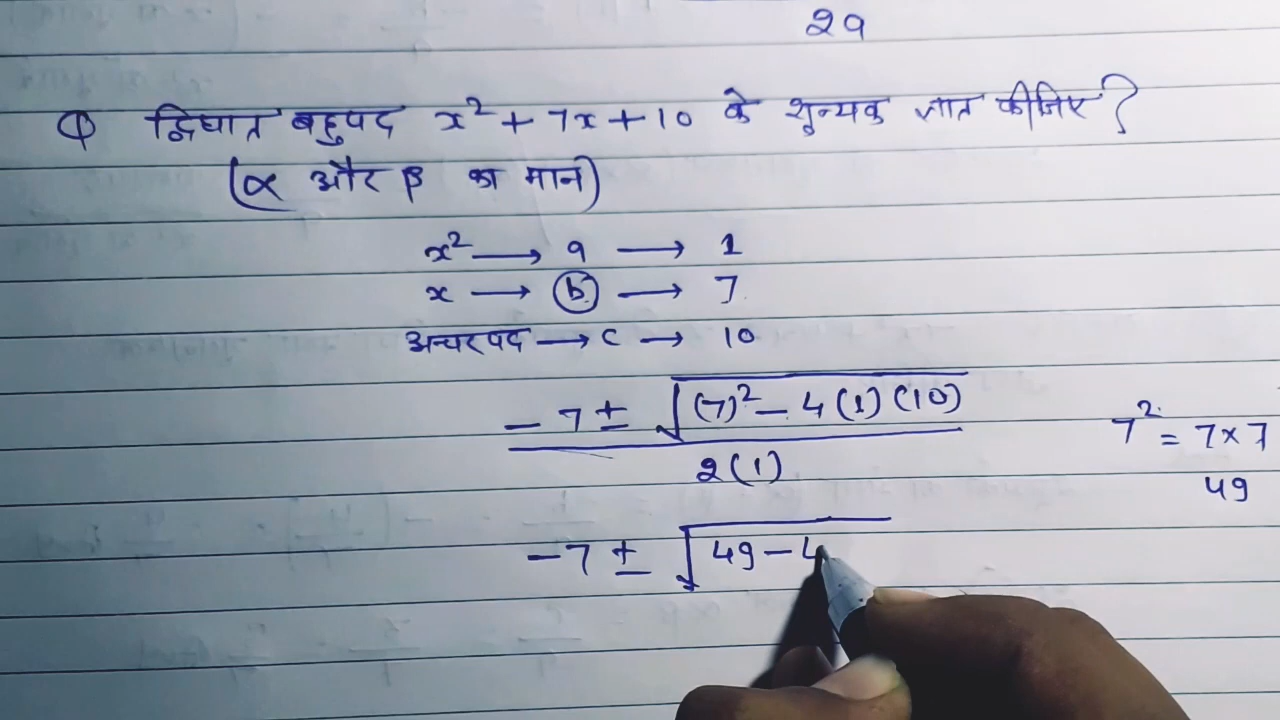 2a
Q द्विघात बहुपद x² + 7x + 10 के शून्यक ज्ञात कीजिए?
(α और β का मान)
x² → a → 1
x → b → 7
अचरपद → c → 10
- 7 ± √(7)² - 4(1)(10)
2(1)
7² = 7×7
49
-7 ± √49 - 4